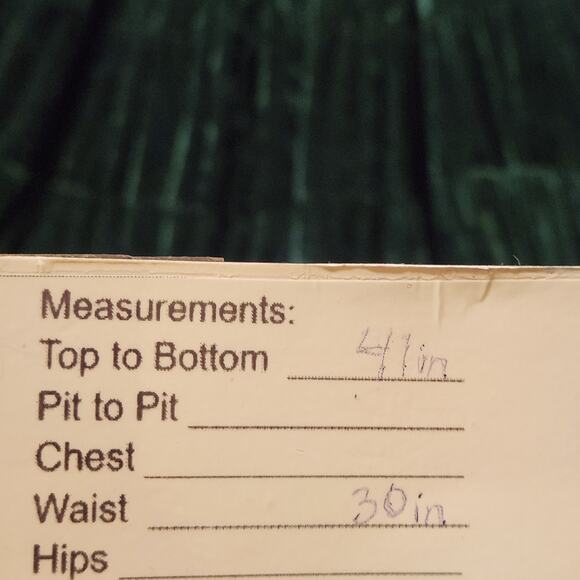 Measurements:
Top to Bottom 41in
Pit to Pit
Chest
Waist 30in
Hips